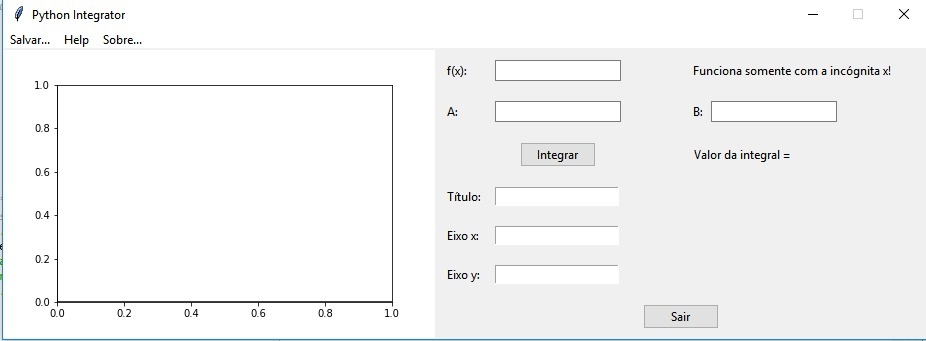 Python Integrator
Salvar... Help Sobre...
1.0
0.8
0.6
0.4
0.2
0.0
0.0 0.2 0.4 0.6 0.8 1.0
f(x): Funciona somente com a incógnita x!
A: B:
Integrar Valor da integral =
Título:
Eixo x:
Eixo y:
Sair